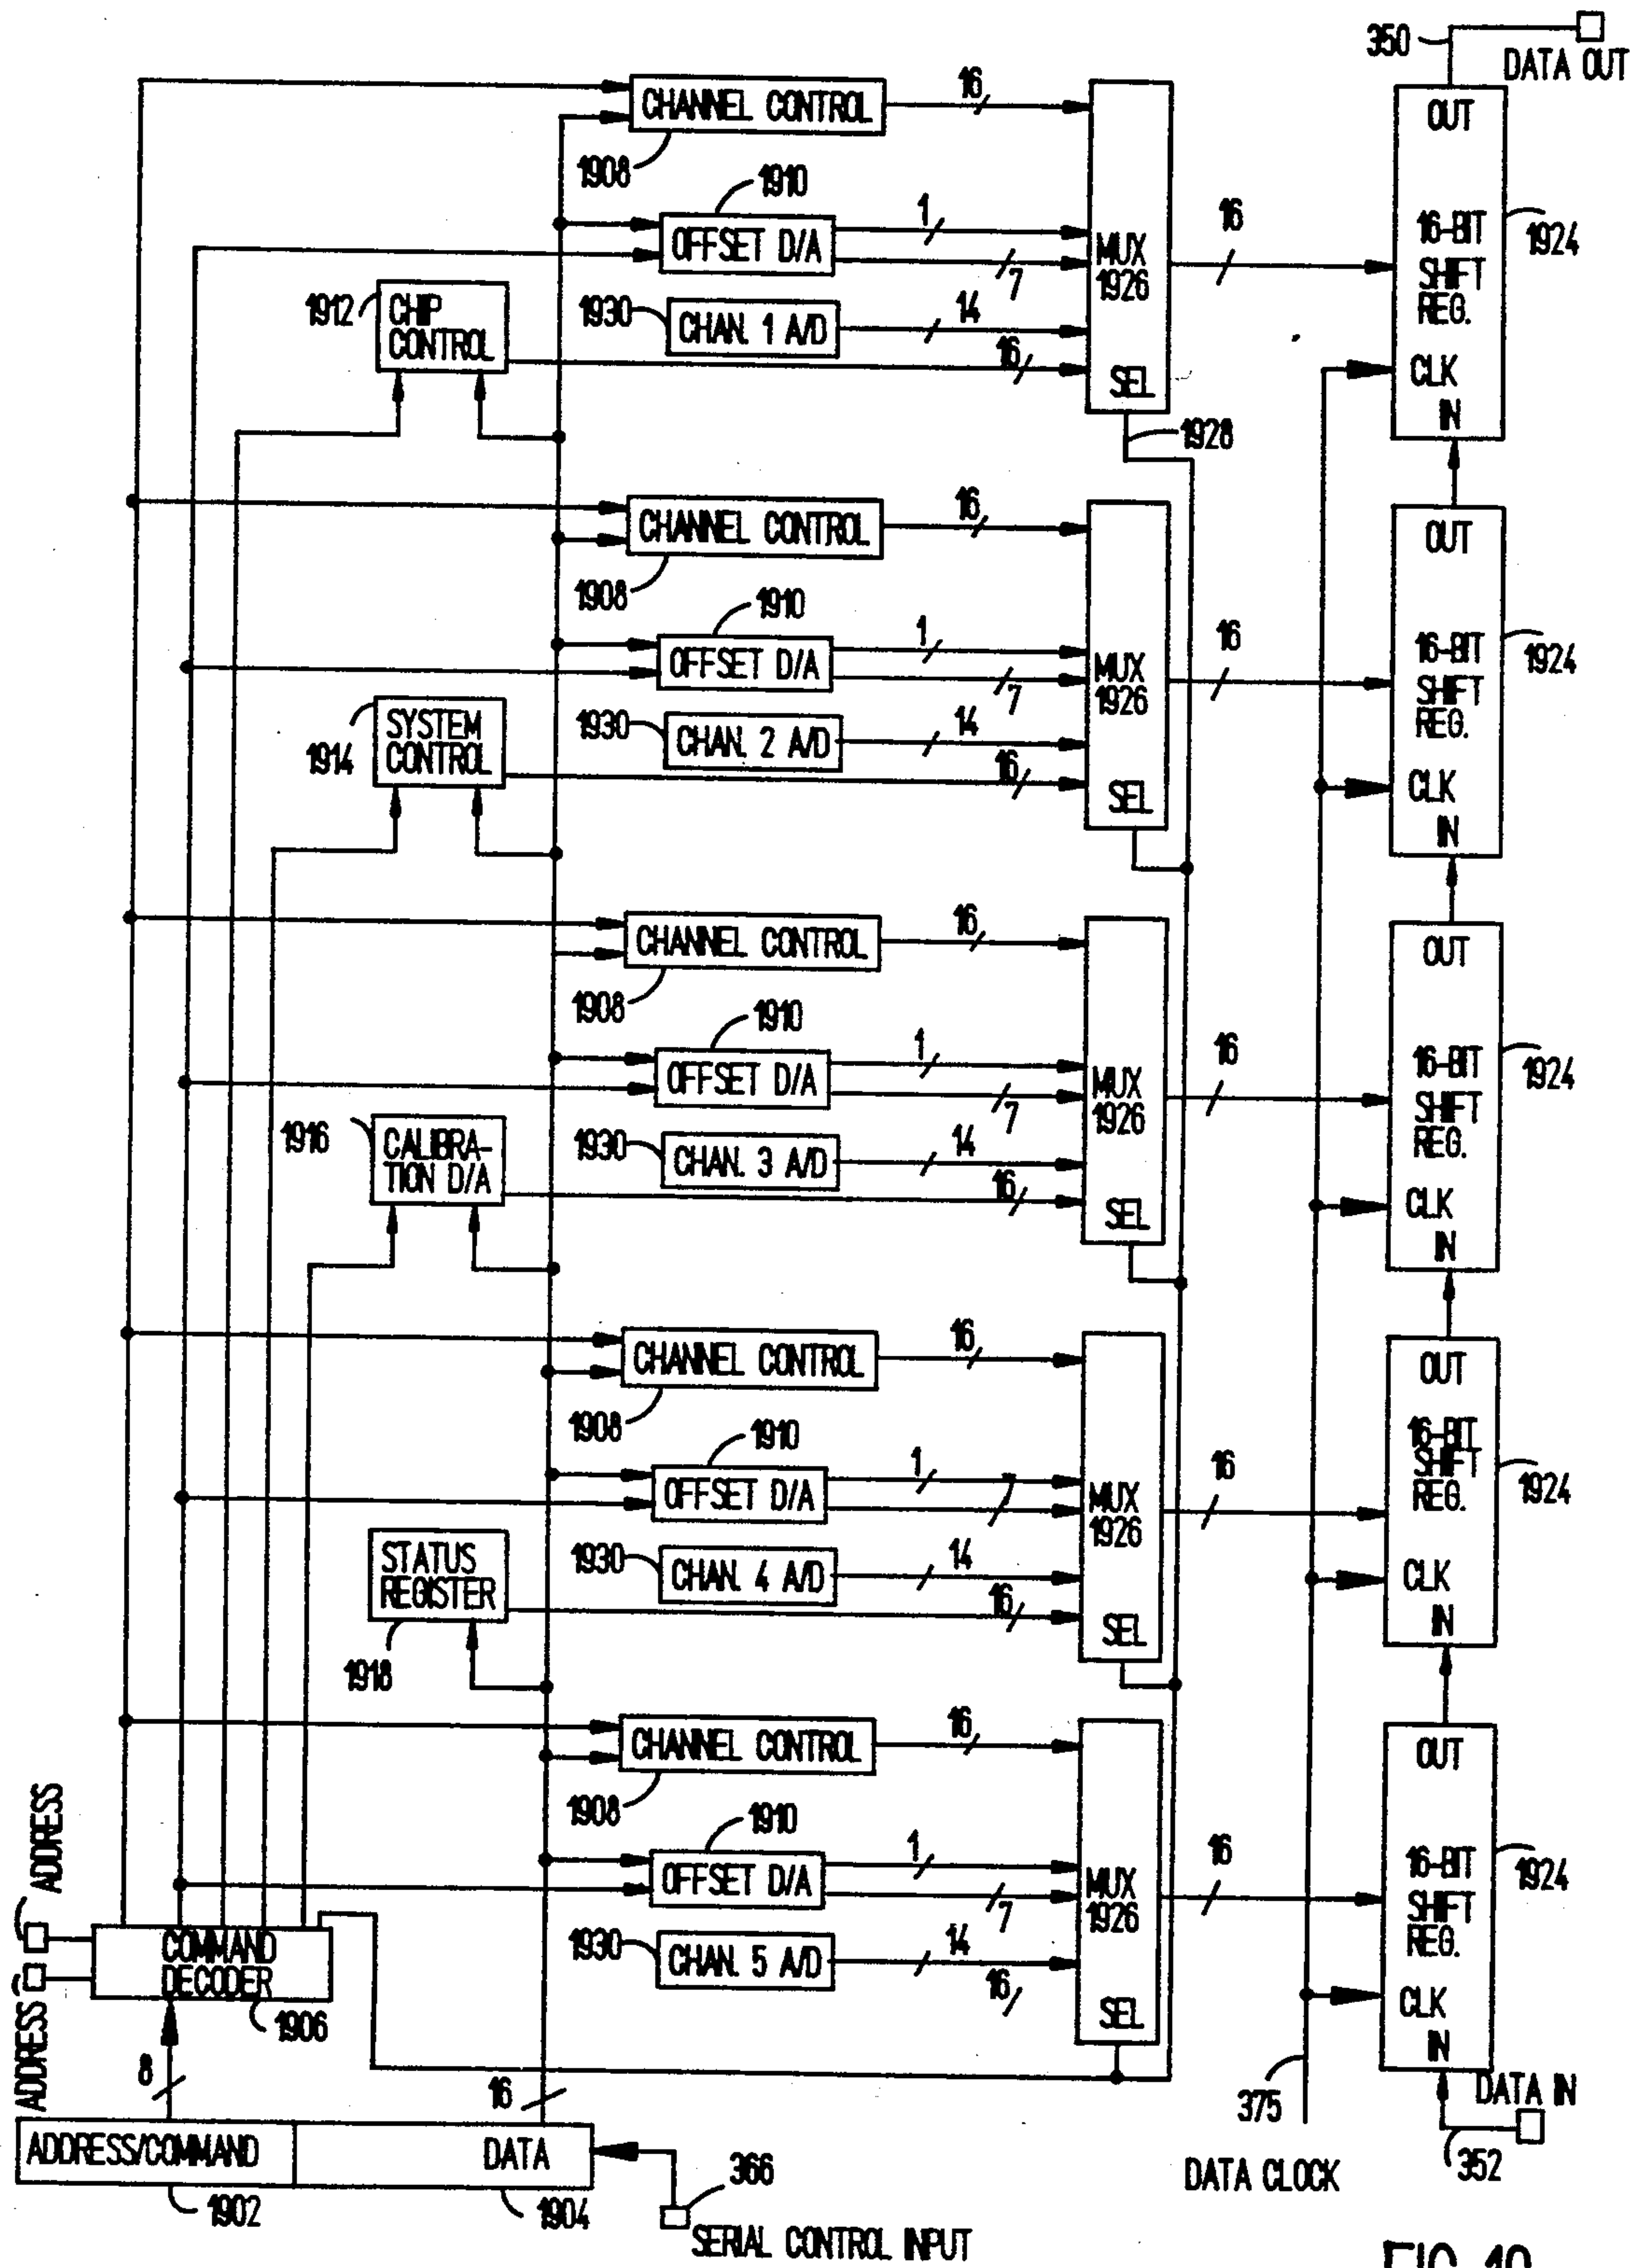 350
DATA OUT
CHANNEL CONTROL
16
OUT
1908
1910
1
16
OFFSET D/A
MUX
1926
16-BIT
SHIFT
REG.
1924
7
1912
CHIP
CONTROL
1930
CHAN. 1 A/D
14
16
SEL
CLK
IN
1928
CHANNEL CONTROL
16
OUT
1908
1910
1
16
OFFSET D/A
MUX
1926
16-BIT
SHIFT
REG.
1924
7
1914
SYSTEM
CONTROL
1930
CHAN. 2 A/D
14
16
SEL
CLK
IN
CHANNEL CONTROL
16
OUT
1908
1910
1
16
OFFSET D/A
MUX
1926
16-BIT
SHIFT
REG.
1924
7
1916
CALIBRA-
TION D/A
1930
CHAN. 3 A/D
14
16
SEL
CLK
IN
CHANNEL CONTROL
16
OUT
1908
1910
1
16
OFFSET D/A
MUX
1926
16-BIT
SHIFT
REG.
1924
7
STATUS
REGISTER
1918
1930
CHAN. 4 A/D
14
16
SEL
CLK
IN
CHANNEL CONTROL
16
OUT
1908
1910
1
16
OFFSET D/A
MUX
1926
16-BIT
SHIFT
REG.
1924
7
1930
CHAN. 5 A/D
14
16
SEL
CLK
IN
ADDRESS
ADDRESS
COMMAND
DECODER
1906
8
16
375
DATA IN
352
DATA CLOCK
ADDRESS/COMMAND
DATA
1902
1904
366
SERIAL CONTROL INPUT